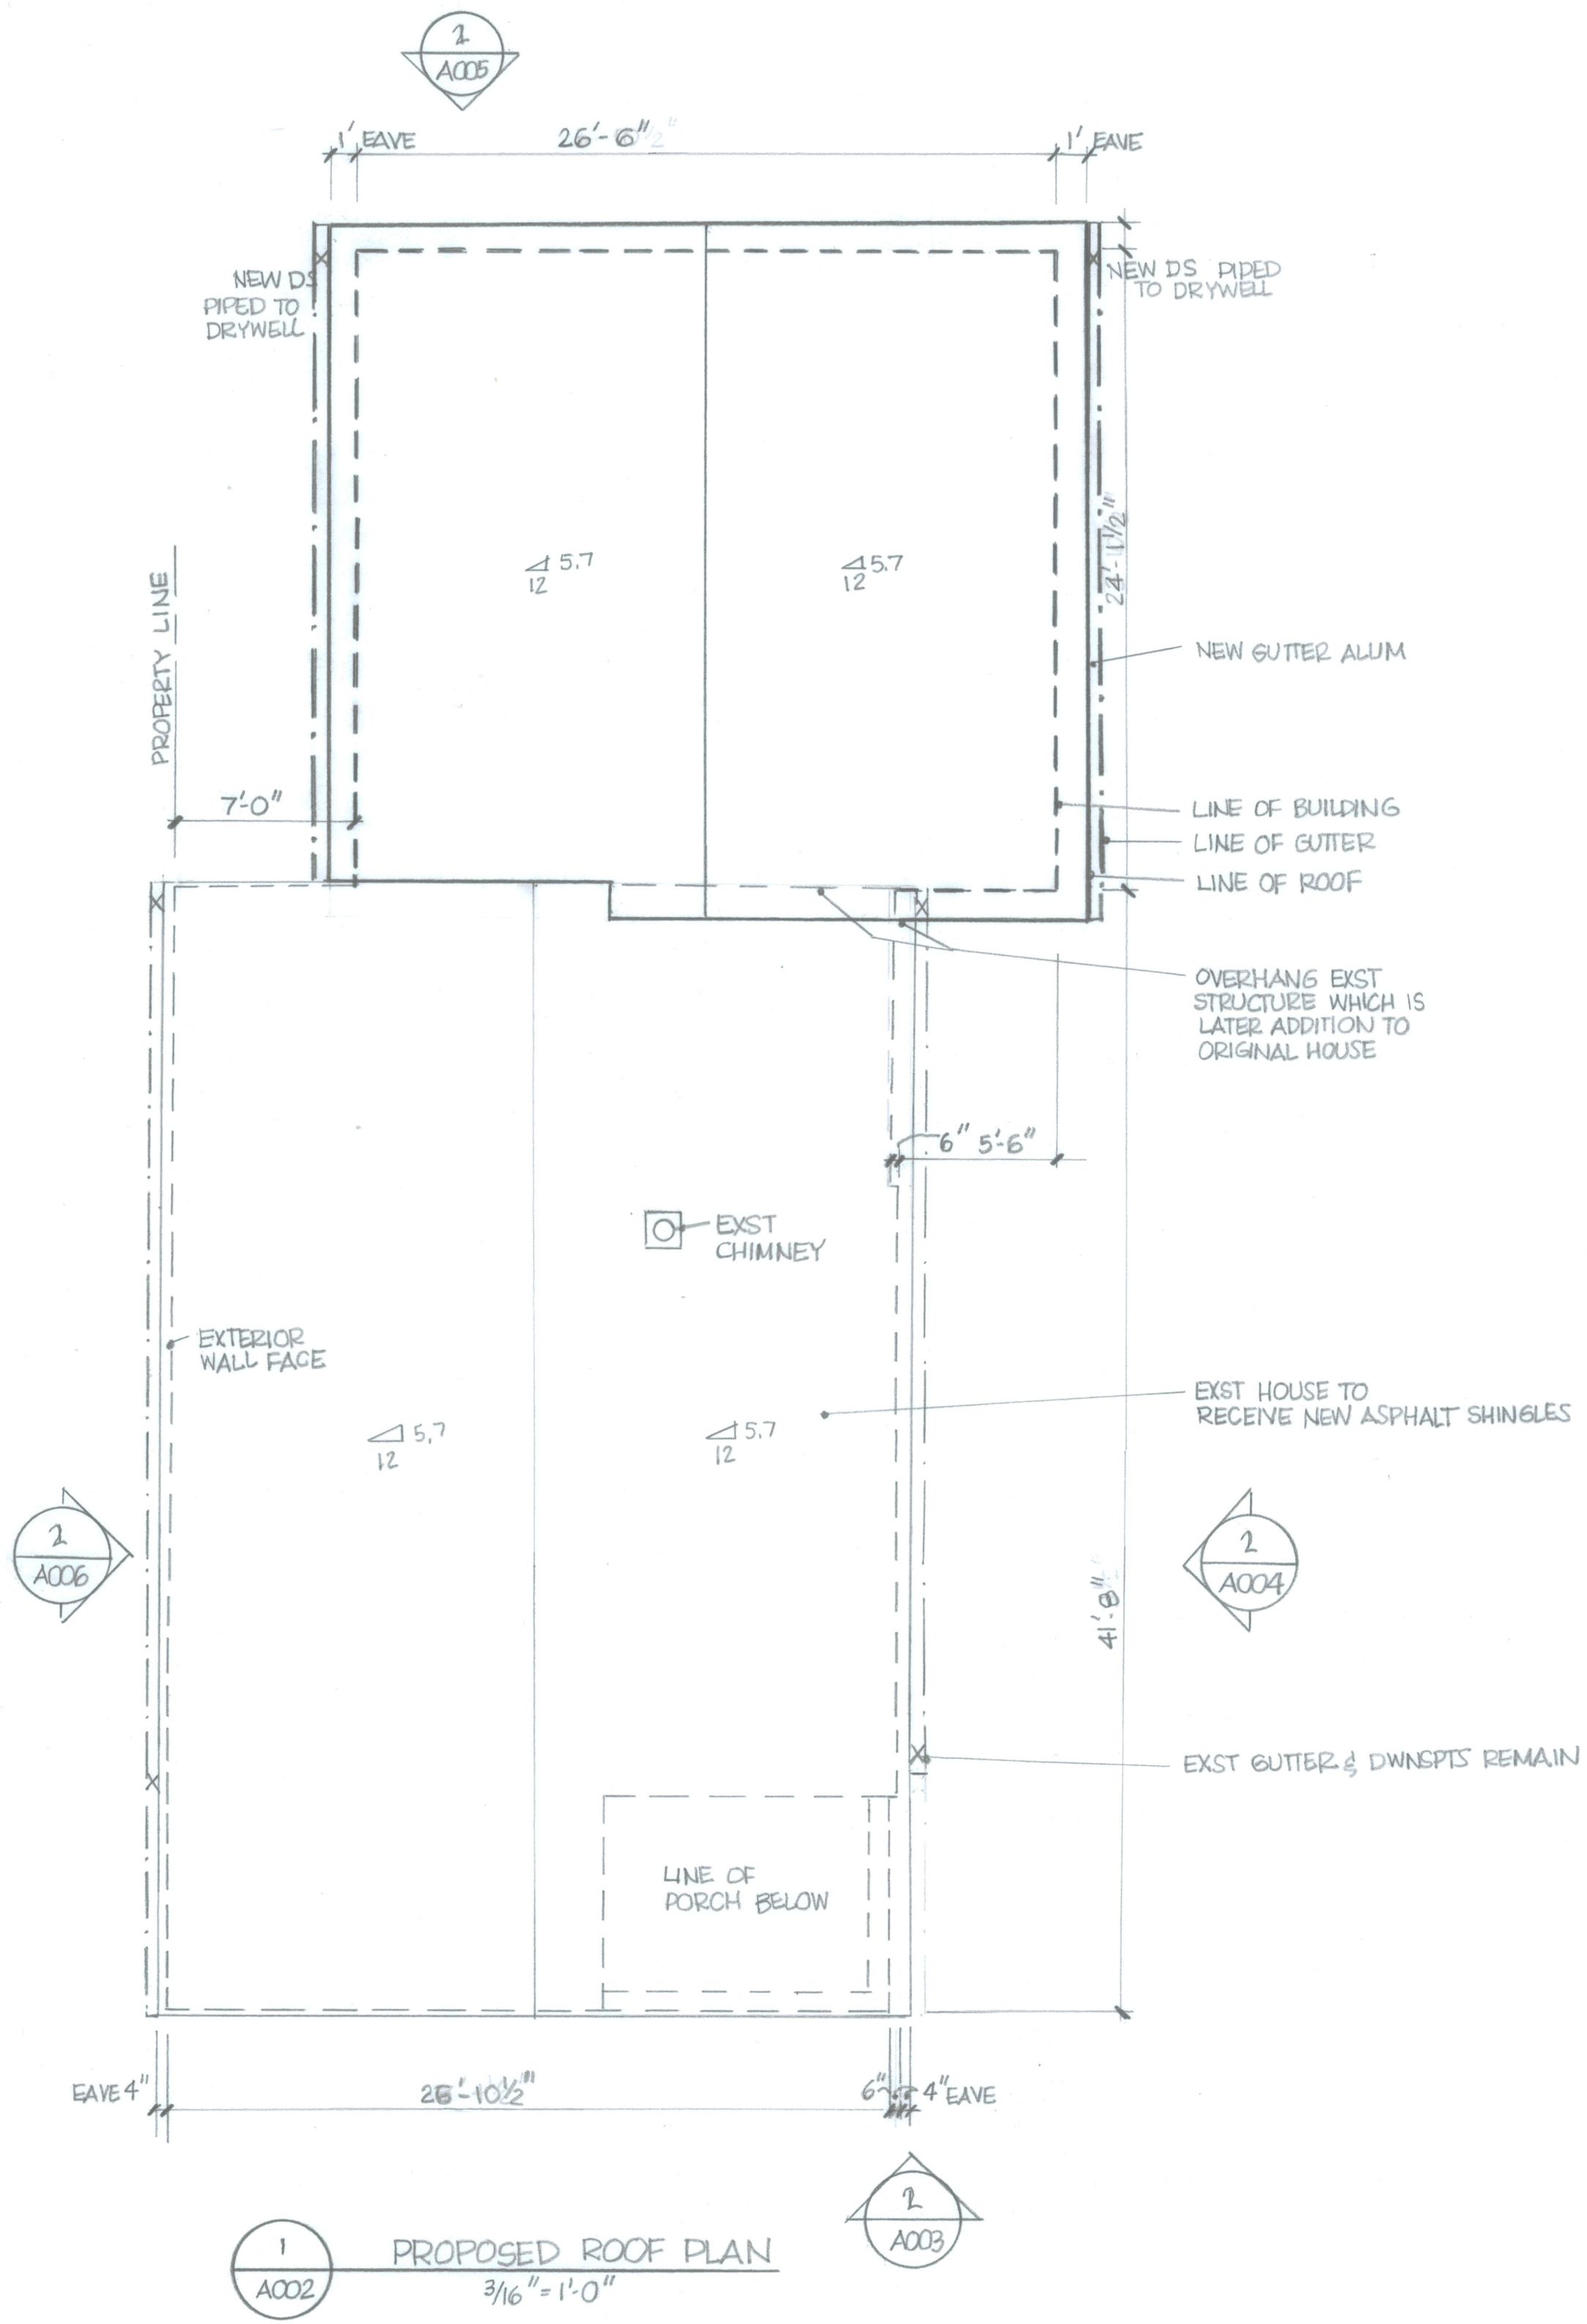 2
A005
1' EAVE
26'-6"
1' EAVE
NEW DS
PIPED TO
DRYWELL
NEW DS PIPED
TO DRYWELL
5.7
12
5.7
12
24'-1 1/2"
PROPERTY LINE
NEW GUTTER ALUM
7'-0"
LINE OF BUILDING
LINE OF GUTTER
LINE OF ROOF
OVERHANG EXST
STRUCTURE WHICH IS
LATER ADDITION TO
ORIGINAL HOUSE
6" 5'-6"
EXST
CHIMNEY
EXTERIOR
WALL FACE
EXST HOUSE TO
RECEIVE NEW ASPHALT SHINGLES
5.7
12
5.7
12
2
A006
2
A004
41'-8"
EXST GUTTER & DWNSPTS REMAIN
LINE OF
PORCH BELOW
EAVE 4"
26'-10½"
6"
4" EAVE
2
A003
1
A002
PROPOSED ROOF PLAN
3/16" = 1'-0"